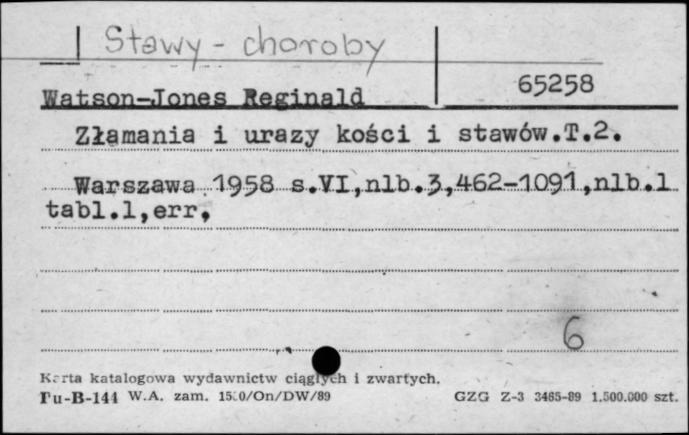 Stawy - choroby
65258
Watson-Jones Reginald
Złamania i urazy kości i stawów.T.2.
Warszawa 1958 s.VI,nlb.3,462-1091,nlb.1
tabl.1,err,
6
Karta katalogowa wydawnictw ciągłych i zwartych.
Pu-B-144 W.A. zam. 1510/On/DW/89 GZG Z-3 3465-89 1.500.000 szt.